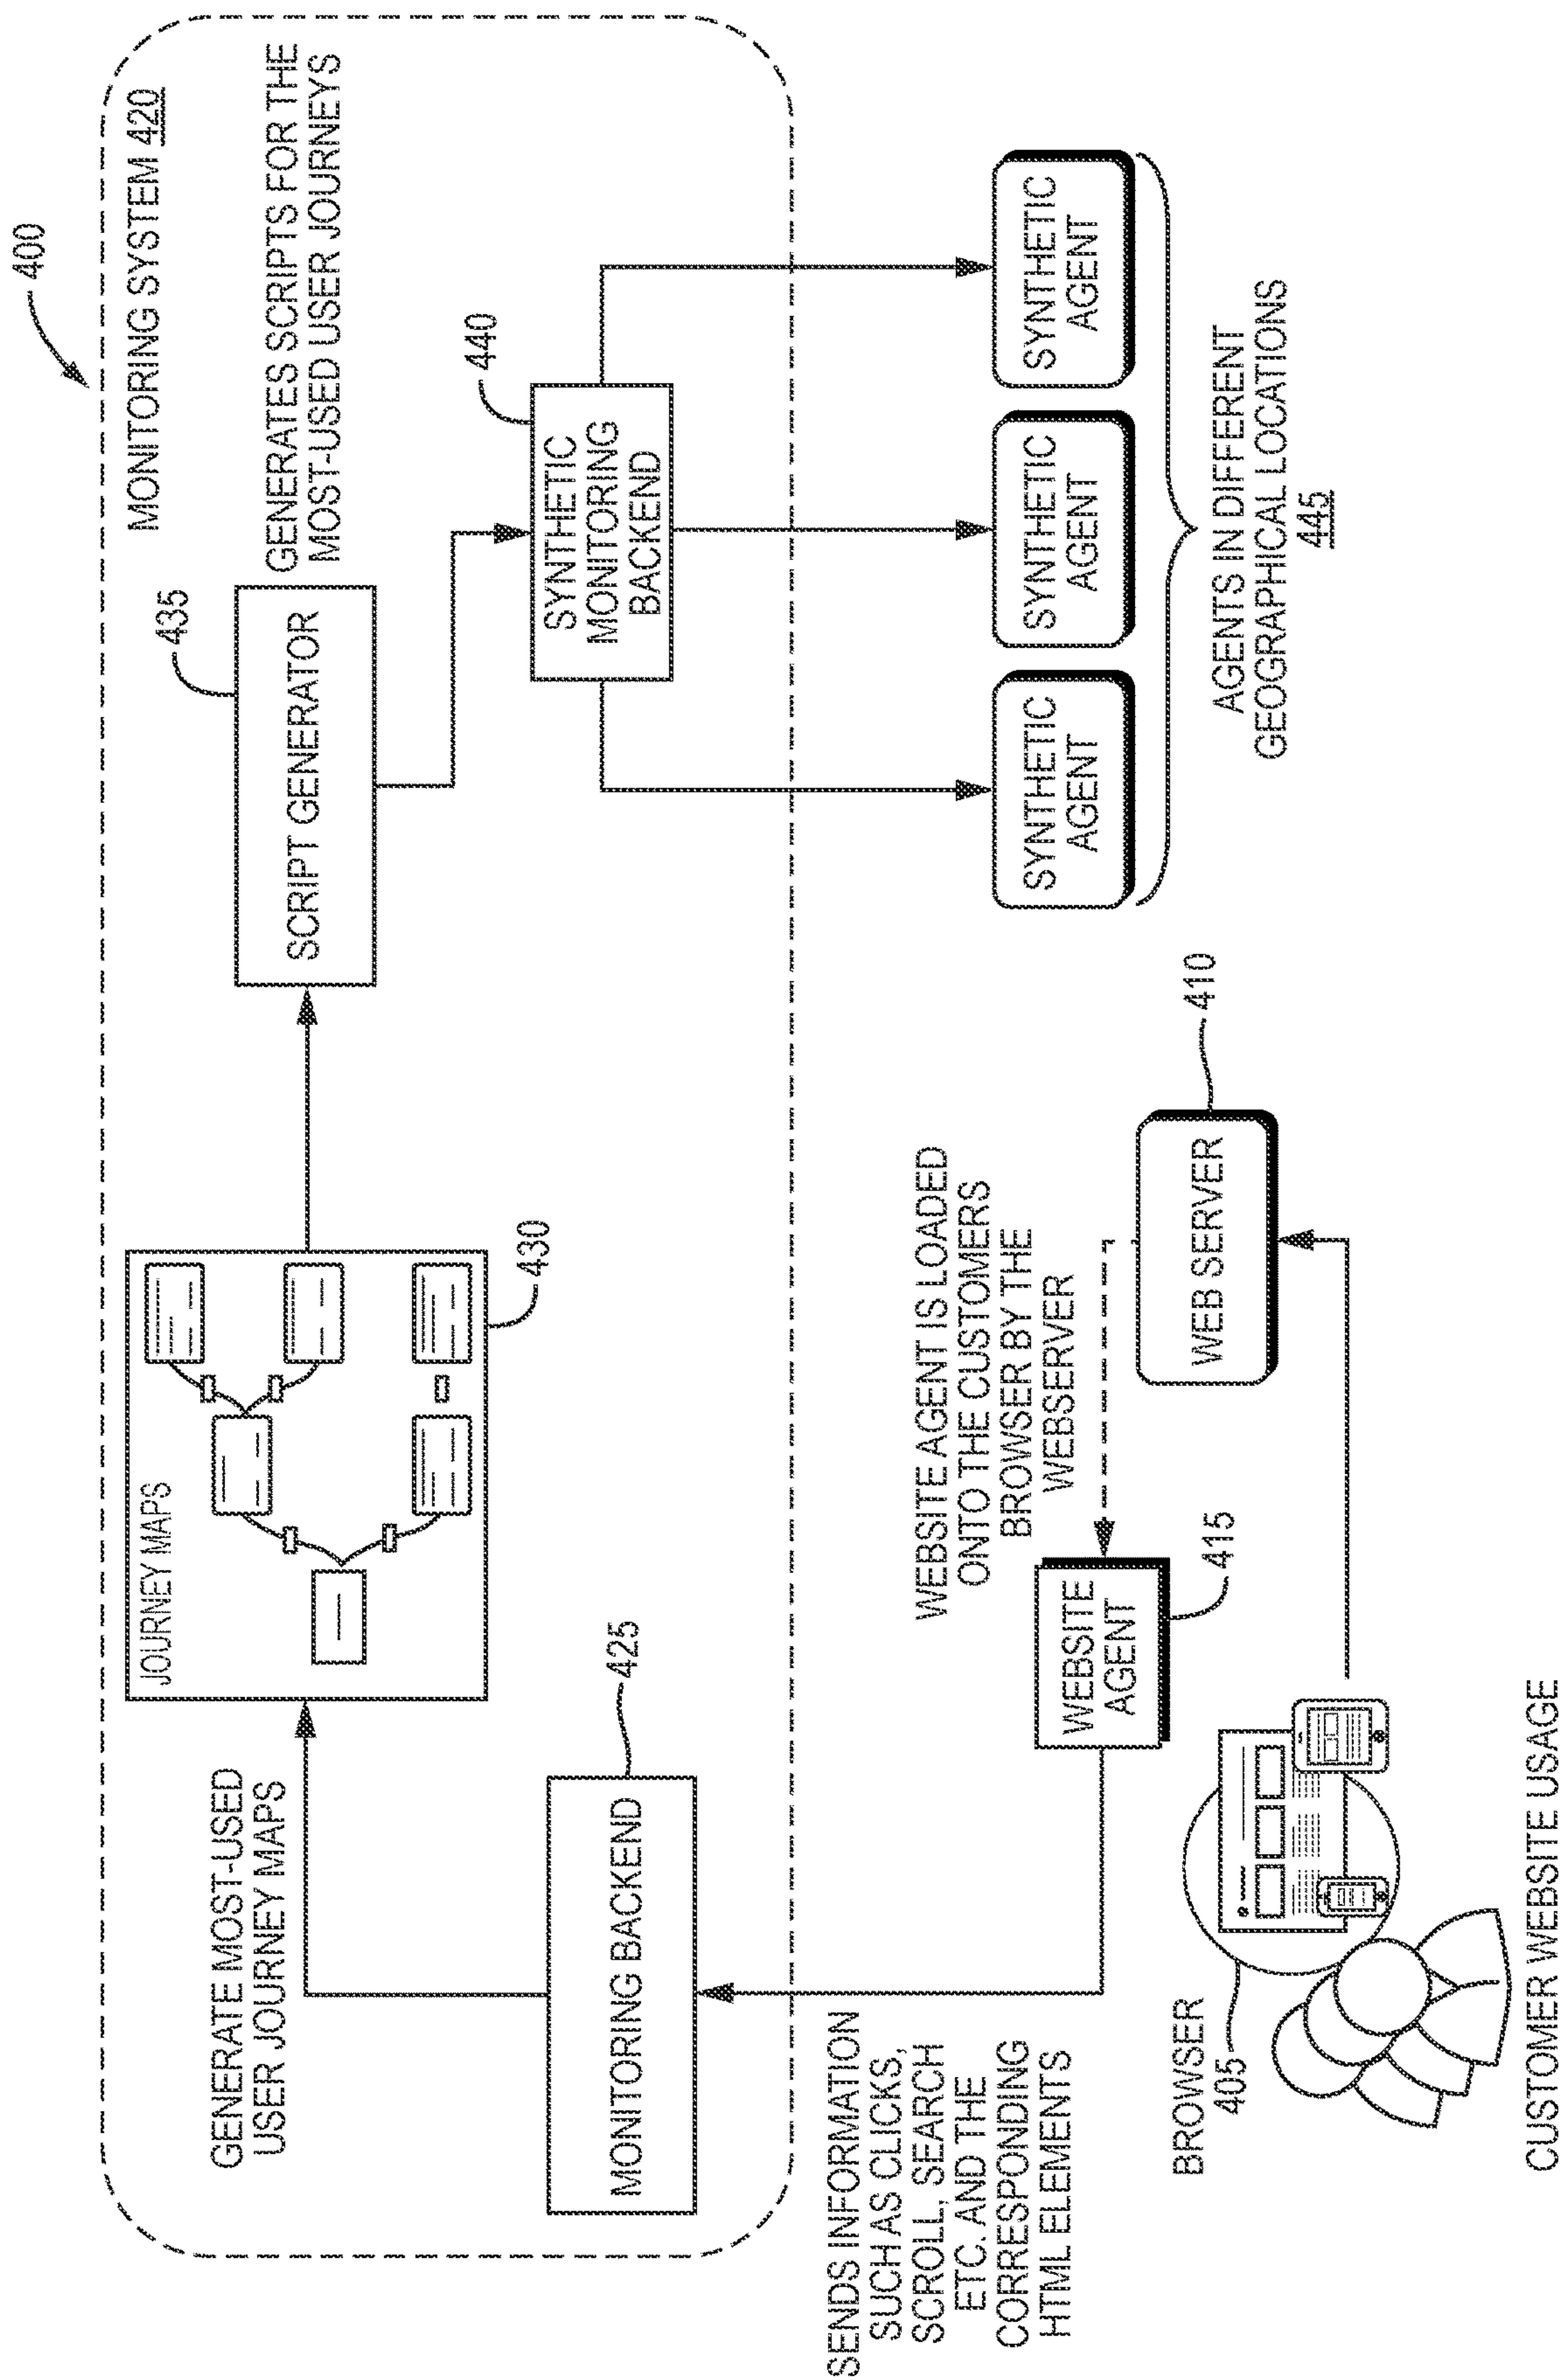 400
MONITORING SYSTEM 420
GENERATE MOST-USED
USER JOURNEY MAPS
JOURNEY MAPS
430
SCRIPT GENERATOR
435
GENERATES SCRIPTS FOR THE
MOST-USED USER JOURNEYS
MONITORING BACKEND
425
SYNTHETIC
MONITORING
BACKEND
440
SENDS INFORMATION
SUCH AS CLICKS,
SCROLL, SEARCH
ETC. AND THE
CORRESPONDING
HTML ELEMENTS
WEBSITE AGENT IS LOADED
ONTO THE CUSTOMERS
BROWSER BY THE
WEBSERVER
WEBSITE
AGENT
415
WEB SERVER
410
SYNTHETIC
AGENT
SYNTHETIC
AGENT
SYNTHETIC
AGENT
AGENTS IN DIFFERENT
GEOGRAPHICAL LOCATIONS
445
BROWSER
405
CUSTOMER WEBSITE USAGE